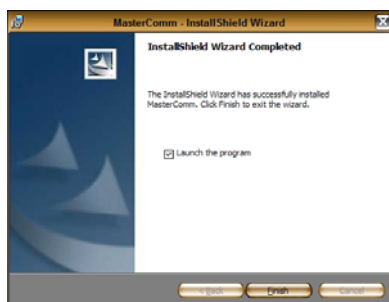 MasterComm - InstallShield Wizard
InstallShield Wizard Completed
The InstallShield Wizard has successfully installed
MasterComm. Click Finish to exit the wizard.
Launch the program
< Back
Finish
Cancel